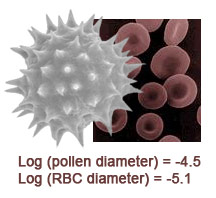 Log (pollen diameter) = -4.5
Log (RBC diameter) = -5.1